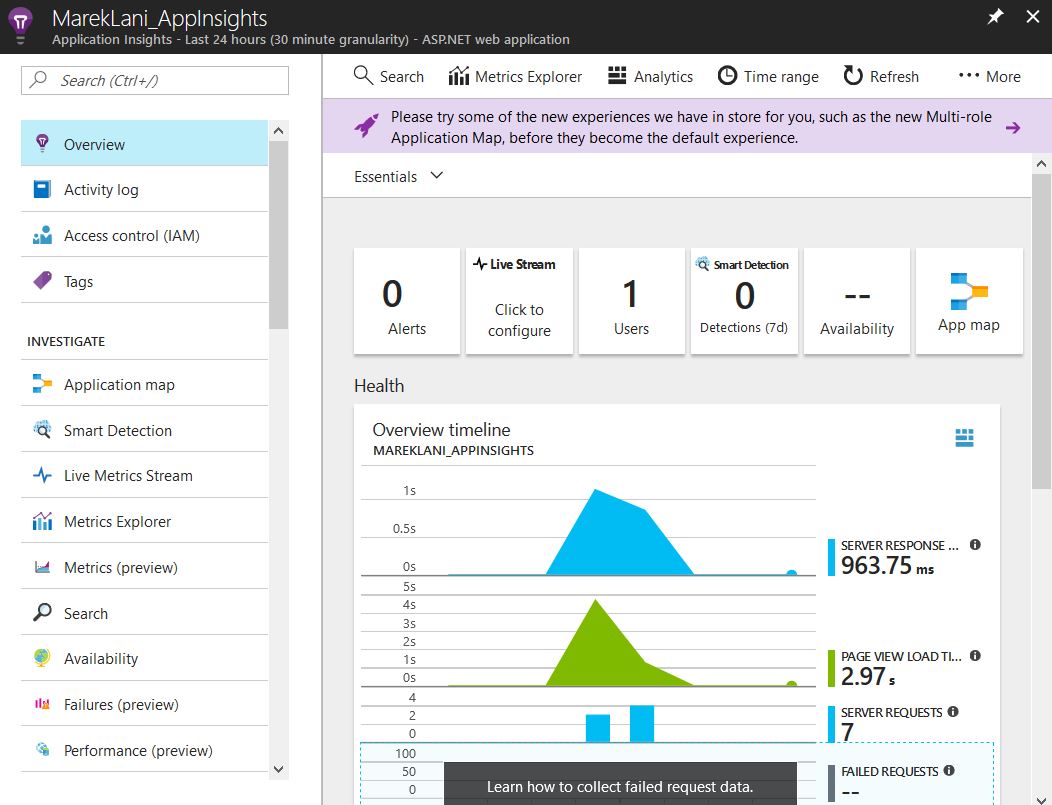 MarekLani_AppInsights
Application Insights - Last 24 hours (30 minute granularity) - ASP.NET web application
Search (Ctrl+/)
Overview
Activity log
Access control (IAM)
Tags
INVESTIGATE
Application map
Smart Detection
Live Metrics Stream
Metrics Explorer
Metrics (preview)
Search
Availability
Failures (preview)
Performance (preview)
Search
Metrics Explorer
Analytics
Time range
Refresh
More
Please try some of the new experiences we have in store for you, such as the new Multi-role
Application Map, before they become the default experience.
Essentials
0
Alerts
Live Stream
Click to
configure
1
Users
Smart Detection
0
Detections (7d)
--
Availability
App map
Health
Overview timeline
MAREKLANI_APPINSIGHTS
1s
0.5s
0s
SERVER RESPONSE ...
963.75 ms
5s
4s
3s
2s
1s
0s
PAGE VIEW LOAD TI...
2.97 s
4
2
0
SERVER REQUESTS
7
100
50
0
Learn how to collect failed request data.
FAILED REQUESTS
--